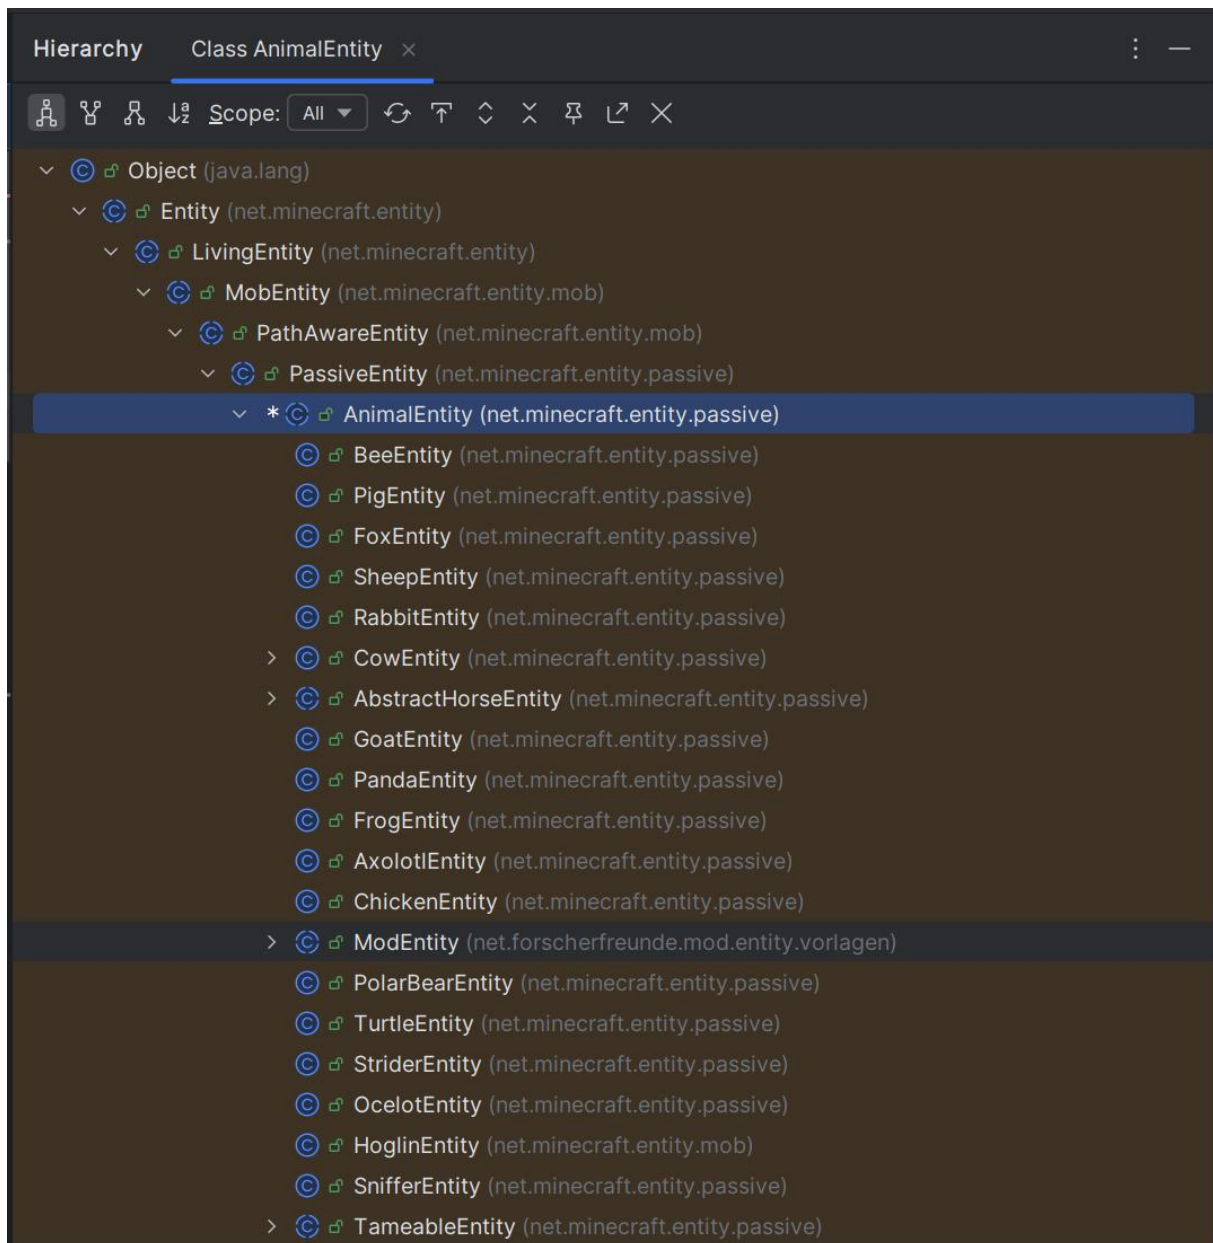 Hierarchy Class AnimalEntity
Scope: All
Object (java.lang)
Entity (net.minecraft.entity)
LivingEntity (net.minecraft.entity)
MobEntity (net.minecraft.entity.mob)
PathAwareEntity (net.minecraft.entity.mob)
PassiveEntity (net.minecraft.entity.passive)
* AnimalEntity (net.minecraft.entity.passive)
BeeEntity (net.minecraft.entity.passive)
PigEntity (net.minecraft.entity.passive)
FoxEntity (net.minecraft.entity.passive)
SheepEntity (net.minecraft.entity.passive)
RabbitEntity (net.minecraft.entity.passive)
CowEntity (net.minecraft.entity.passive)
AbstractHorseEntity (net.minecraft.entity.passive)
GoatEntity (net.minecraft.entity.passive)
PandaEntity (net.minecraft.entity.passive)
FrogEntity (net.minecraft.entity.passive)
AxolotlEntity (net.minecraft.entity.passive)
ChickenEntity (net.minecraft.entity.passive)
ModEntity (net.forscherfreunde.mod.entity.vorlagen)
PolarBearEntity (net.minecraft.entity.passive)
TurtleEntity (net.minecraft.entity.passive)
StriderEntity (net.minecraft.entity.passive)
OcelotEntity (net.minecraft.entity.passive)
HoglinEntity (net.minecraft.entity.mob)
SnifferEntity (net.minecraft.entity.passive)
TameableEntity (net.minecraft.entity.passive)